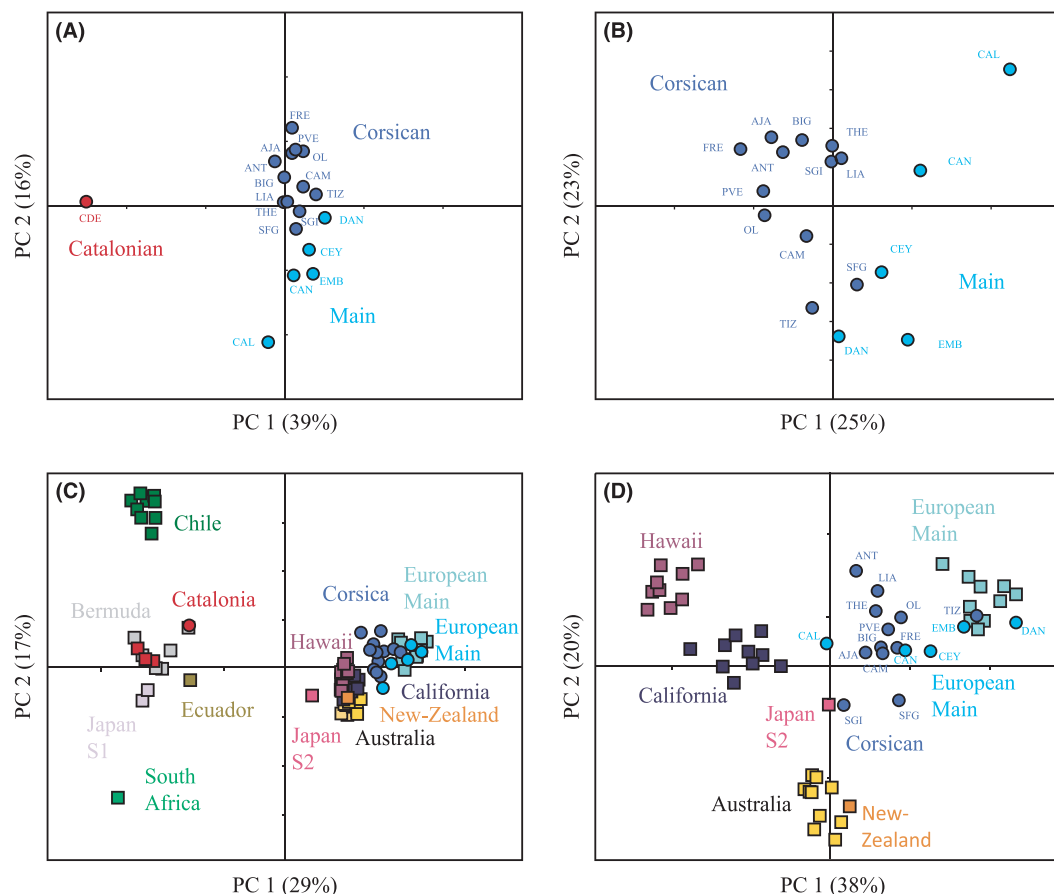 (A)
FRE
Corsican
AJA
PVE
OL
ANT
BIG
CAM
LIA
TIZ
THE
SGI
DAN
SFG
CDE
Catalonian
CEY
EMB
CAN
Main
CAL
PC 2 (16%)
PC 1 (39%)
(B)
CAL
Corsican
AJA
BIG
THE
FRE
ANT
SGI
LIA
CAN
PVE
OL
CAM
CEY
SFG
Main
TIZ
DAN
EMB
PC 2 (23%)
PC 1 (25%)
(C)
Chile
Bermuda
Catalonia
Corsica
European
Main
Hawaii
European
Main
Ecuador
California
Japan
S1
New-Zealand
Japan
S2
Australia
South
Africa
PC 2 (17%)
PC 1 (29%)
(D)
European
Main
Hawaii
ANT
LIA
THE
OL
TIZ
PVE
EMB
DAN
CAL
BIG
FRE
AJA
CAN
CEY
CAM
California
European
Main
Japan
S2
SGI
SFG
Corsican
Australia
New-
Zealand
PC 2 (20%)
PC 1 (38%)